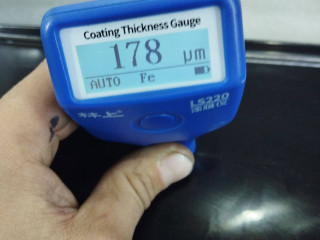 Coating Thickness Gauge
178 μm
AUTO Fe
LS220